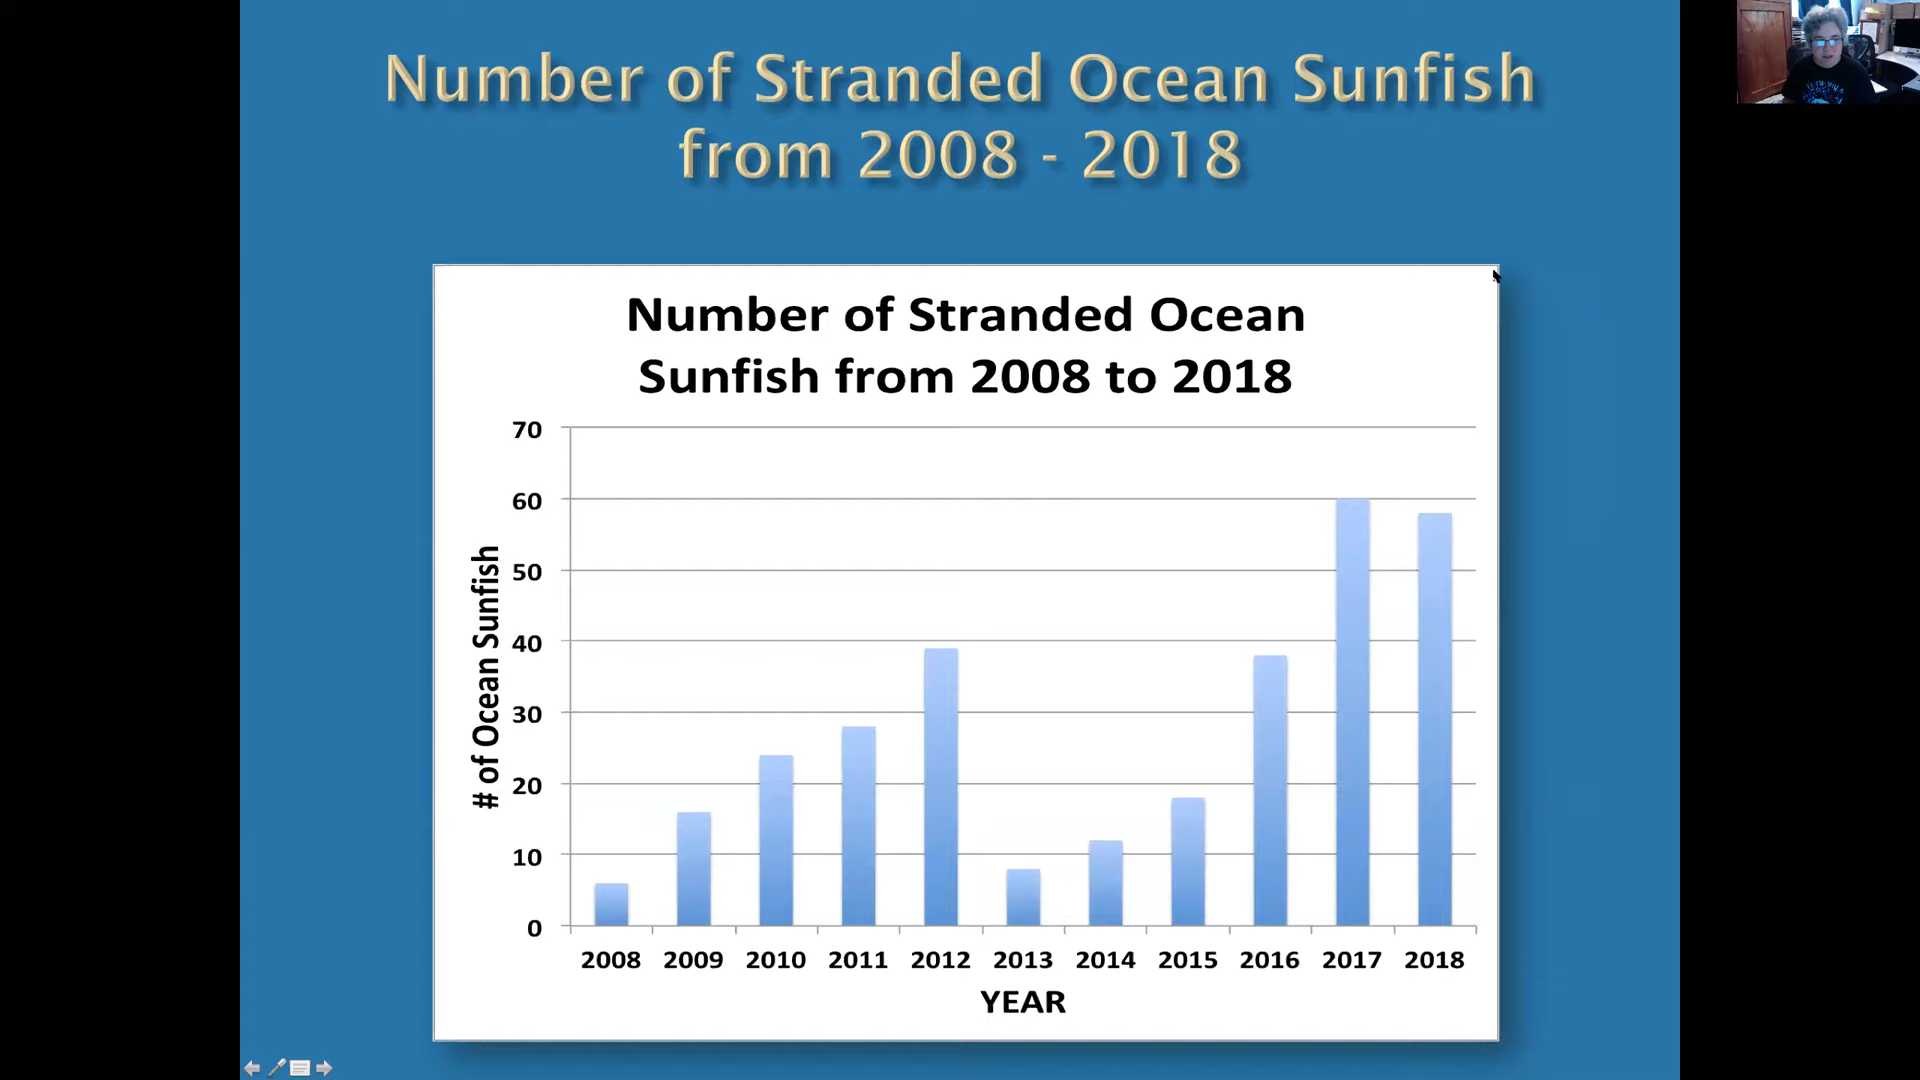 Number of Stranded Ocean Sunfish
from 2008 - 2018
Number of Stranded Ocean
Sunfish from 2008 to 2018
# of Ocean Sunfish
70
60
50
40
30
20
10
0
2008 2009 2010 2011 2012 2013 2014 2015 2016 2017 2018
YEAR